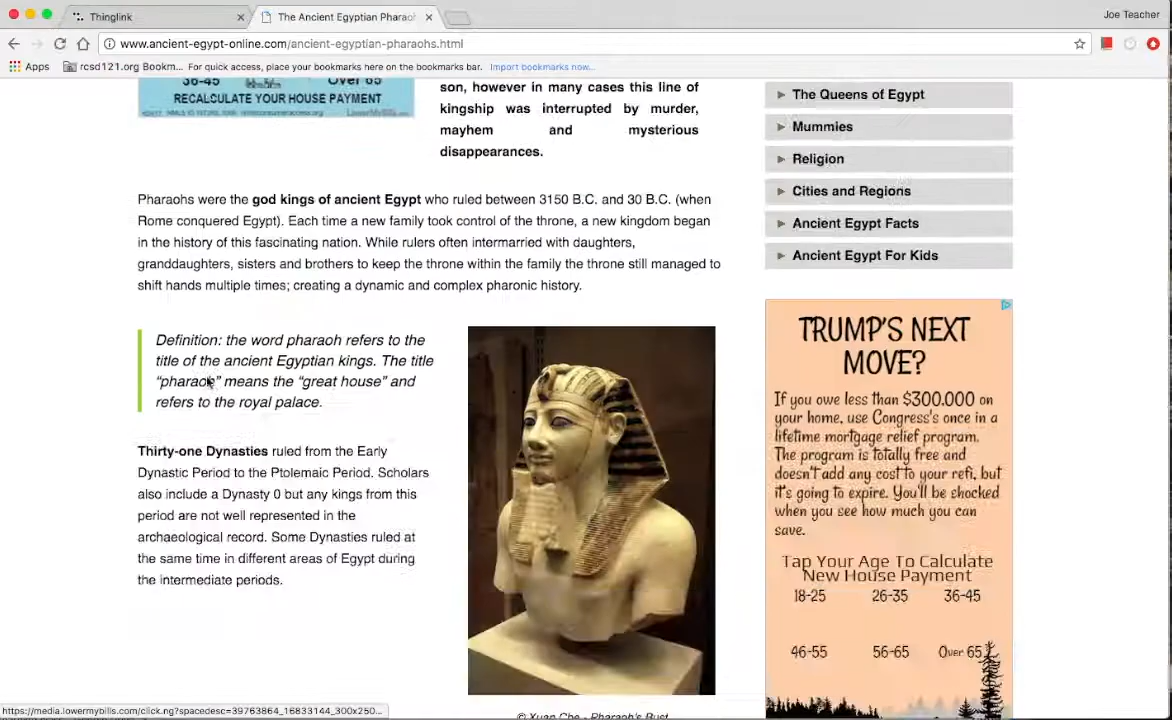 Thinglink
The Ancient Egyptian Pharaoh
Joe Teacher
www.ancient-egypt-online.com/ancient-egyptian-pharaohs.html
Apps
rcsd121.org Bookm...
For quick access, place your bookmarks here on the bookmarks bar.
Import bookmarks now...
36-45
Over 65
RECALCULATE YOUR HOUSE PAYMENT
LowerMyBills.com
son, however in many cases this line of
kingship was interrupted by murder,
mayhem and mysterious
disappearances.
Pharaohs were the god kings of ancient Egypt who ruled between 3150 B.C. and 30 B.C. (when
Rome conquered Egypt). Each time a new family took control of the throne, a new kingdom began
in the history of this fascinating nation. While rulers often intermarried with daughters,
granddaughters, sisters and brothers to keep the throne within the family the throne still managed to
shift hands multiple times; creating a dynamic and complex pharonic history.
Definition: the word pharaoh refers to the
title of the ancient Egyptian kings. The title
“pharaoh” means the “great house” and
refers to the royal palace.
Thirty-one Dynasties ruled from the Early
Dynastic Period to the Ptolemaic Period. Scholars
also include a Dynasty 0 but any kings from this
period are not well represented in the
archaeological record. Some Dynasties ruled at
the same time in different areas of Egypt during
the intermediate periods.
© Xuan Che - Pharaoh's Bust
The Queens of Egypt
Mummies
Religion
Cities and Regions
Ancient Egypt Facts
Ancient Egypt For Kids
TRUMP'S NEXT
MOVE?
If you owe less than $300.000 on
your home, use Congress's once in a
lifetime mortgage relief program.
The program is totally free and
doesn't add any cost to your refi, but
it's going to expire. You'll be shocked
when you see how much you can
save.
Tap Your Age To Calculate
New House Payment
18-25
26-35
36-45
46-55
56-65
Over 65
https://media.lowermybills.com/click.ng?spacedesc=39763864_16833144_300x250...